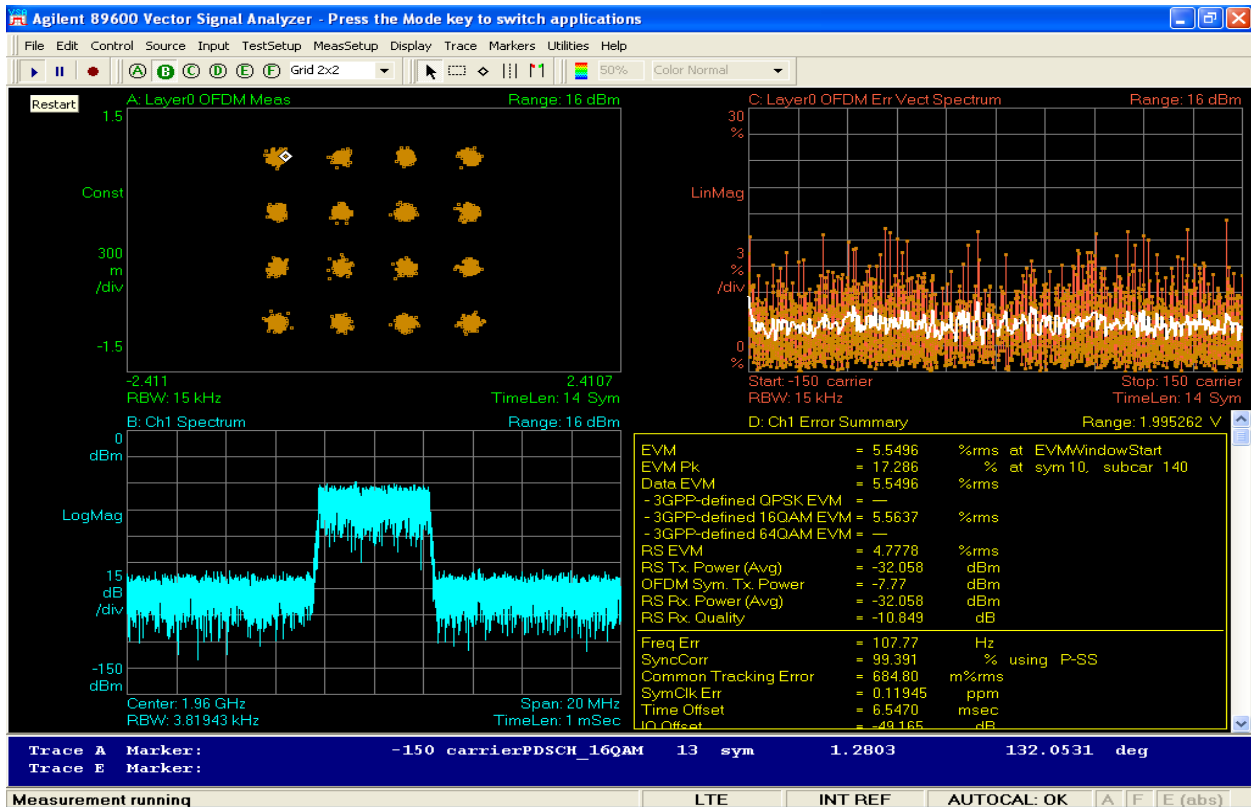 Agilent 89600 Vector Signal Analyzer - Press the Mode key to switch applications
File Edit Control Source Input TestSetup MeasSetup Display Trace Markers Utilities Help
A B C D E F Grid 2x2 50% Color Normal
Restart
A: Layer0 OFDM Meas Range: 16 dBm
1.5
Const
300
m
/div
-1.5
-2.411 2.4107
RBW: 15 kHz TimeLen: 14 Sym
C: Layer0 OFDM Err Vect Spectrum Range: 16 dBm
30
%
LinMag
3
%
/div
0
%
Start: -150 carrier Stop: 150 carrier
RBW: 15 kHz TimeLen: 14 Sym
B: Ch1 Spectrum Range: 16 dBm
0
dBm
LogMag
15
dB
/div
-150
dBm
Center: 1.96 GHz Span: 20 MHz
RBW: 3.81943 kHz TimeLen: 1 mSec
D: Ch1 Error Summary Range: 1.995262 V
EVM = 5.5496 %rms at EVMWindowStart
EVM Pk = 17.286 % at sym 10, subcar 140
Data EVM = 5.5496 %rms
- 3GPP-defined QPSK EVM = —
- 3GPP-defined 16QAM EVM = 5.5637 %rms
- 3GPP-defined 64QAM EVM = —
RS EVM = 4.7778 %rms
RS Tx. Power (Avg) = -32.058 dBm
OFDM Sym. Tx. Power = -7.77 dBm
RS Rx. Power (Avg) = -32.058 dBm
RS Rx. Quality = -10.849 dB
Freq Err = 107.77 Hz
SyncCorr = 99.391 % using P-SS
Common Tracking Error = 684.80 m%rms
SymClk Err = 0.11945 ppm
Time Offset = 6.5470 msec
IQ Offset = -49.165 dB
Trace A Marker: -150 carrierPDSCH_16QAM 13 sym 1.2803 132.0531 deg
Trace E Marker:
Measurement running LTE INT REF AUTOCAL: OK A F E (abs)